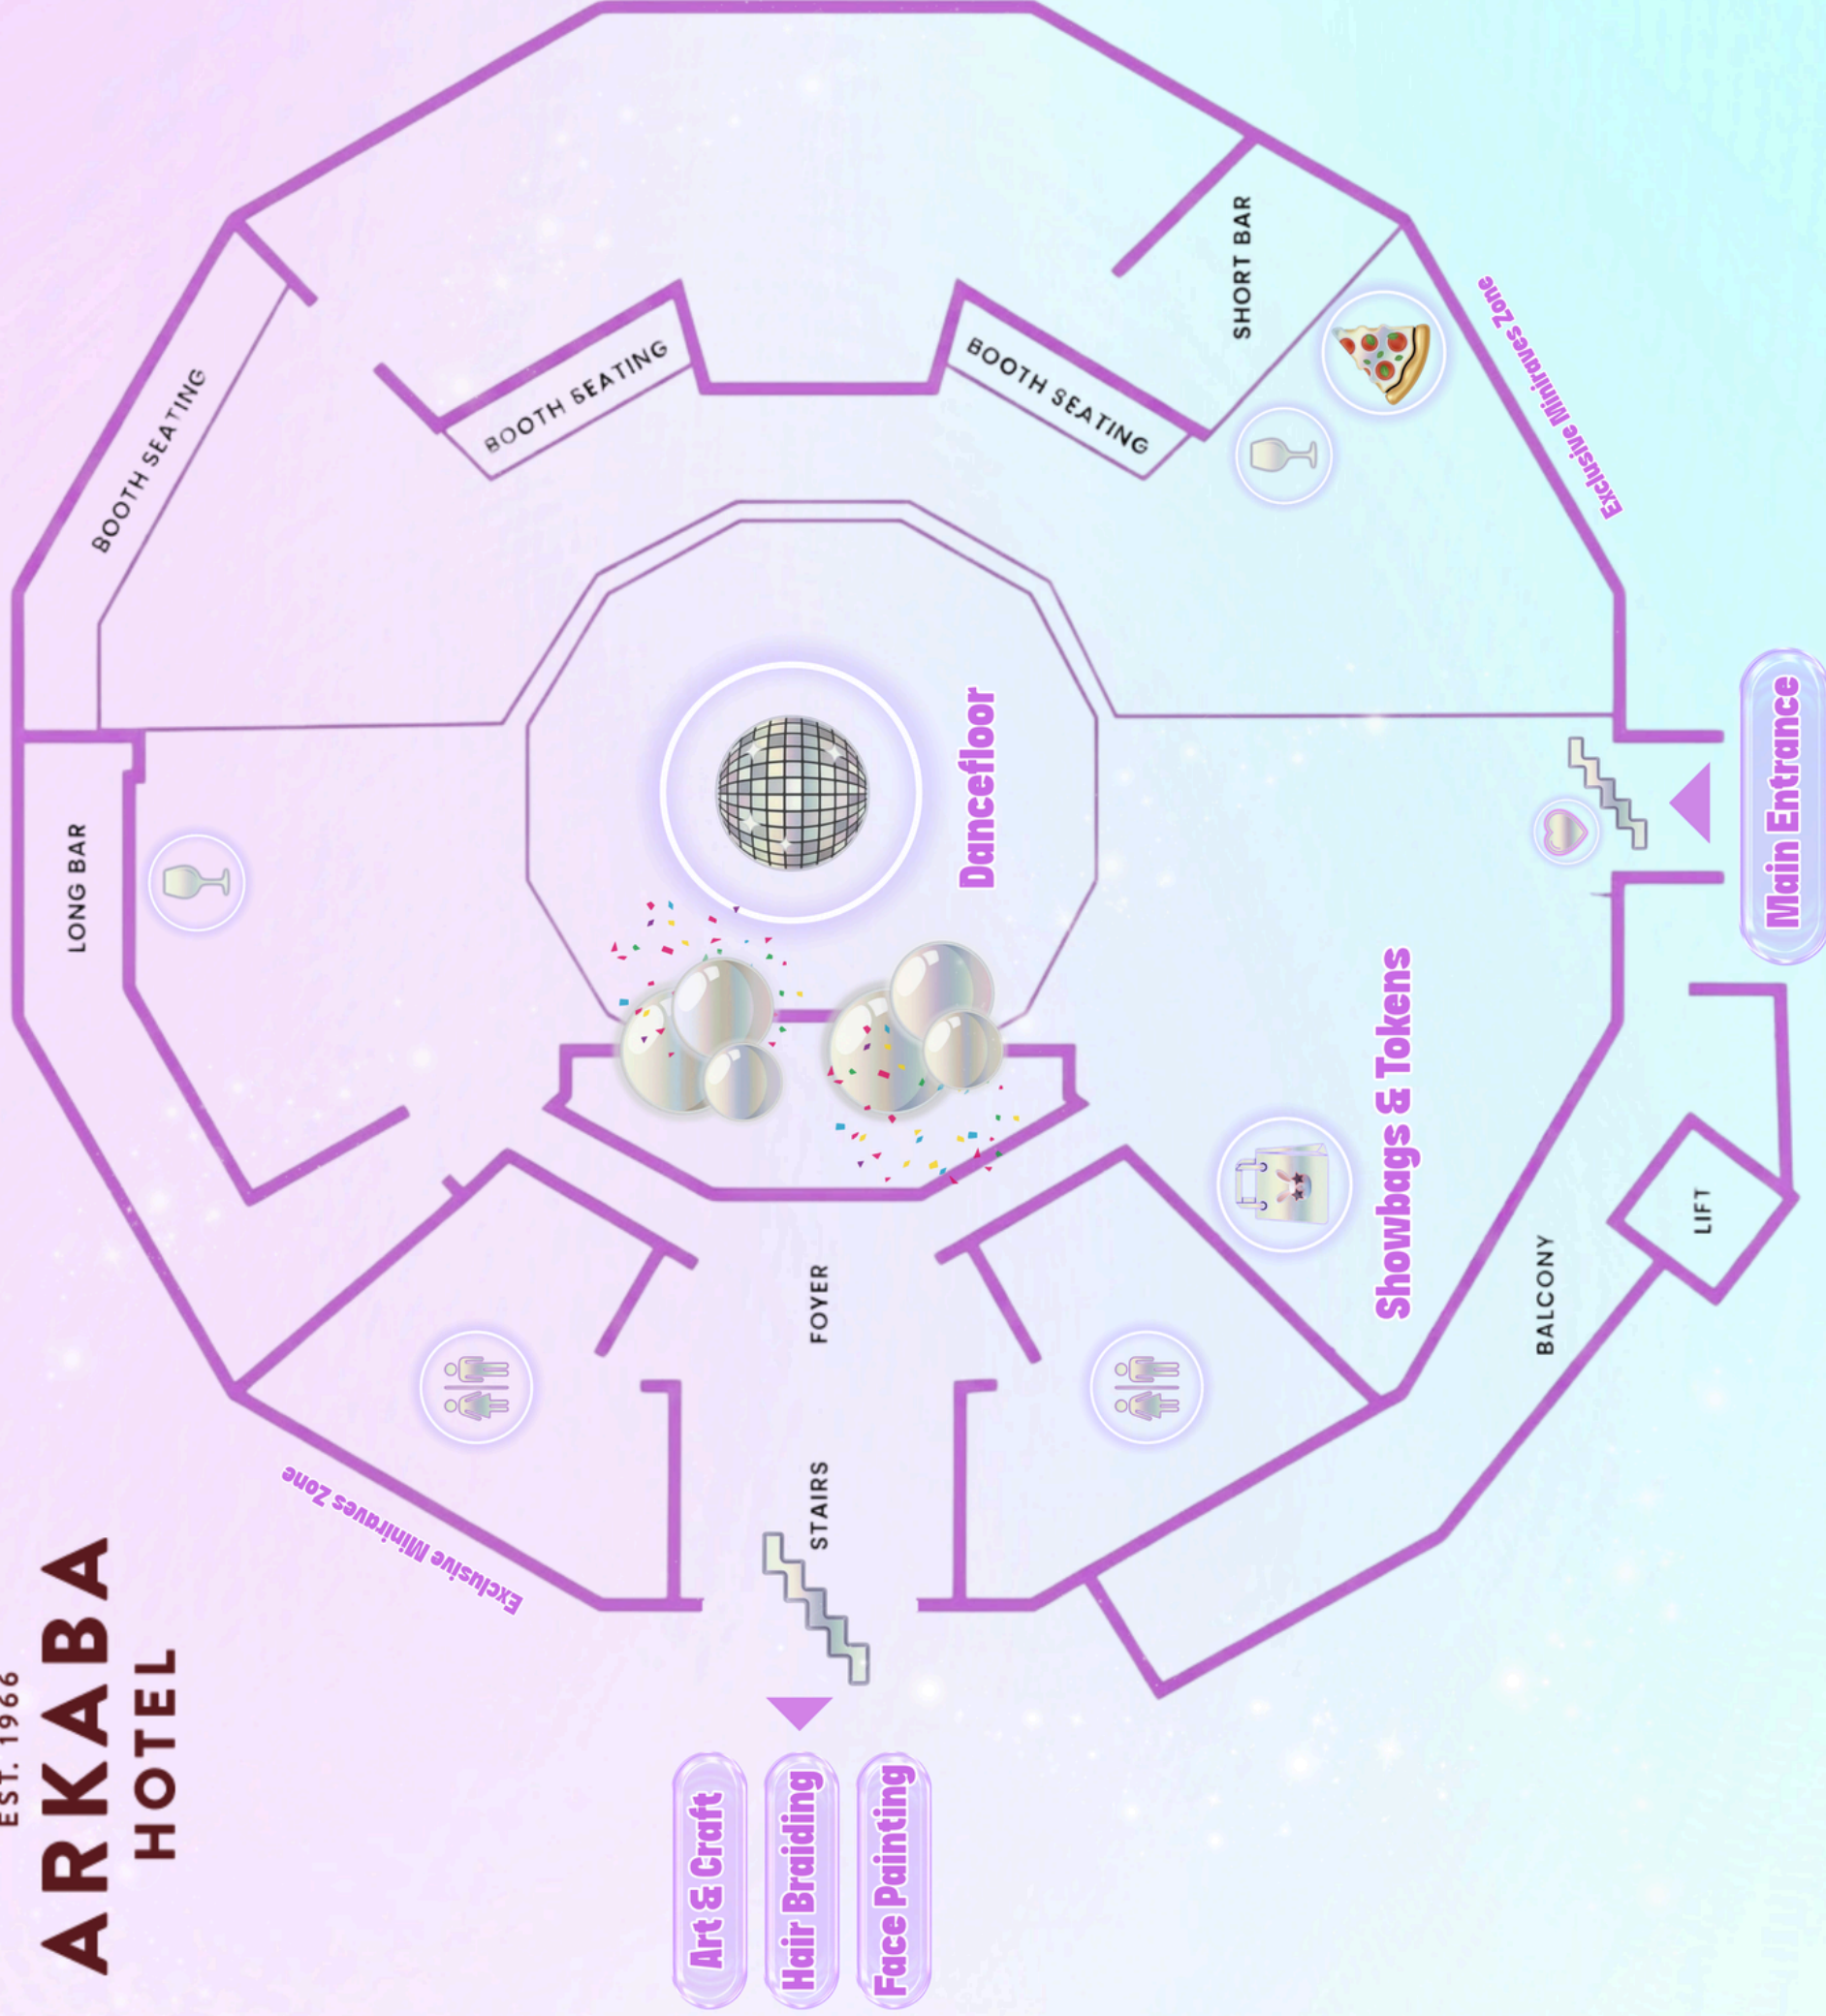 EST. 1966
ARKABA
HOTEL
Exclusive Miniraves Zone
LONG BAR
BOOTH SEATING
BOOTH SEATING
BOOTH SEATING
SHORT BAR
Exclusive Miniraves Zone
Dancefloor
FOYER
STAIRS
Art & Craft
Hair Braiding
Face Painting
Showbags & Tokens
BALCONY
LIFT
Main Entrance